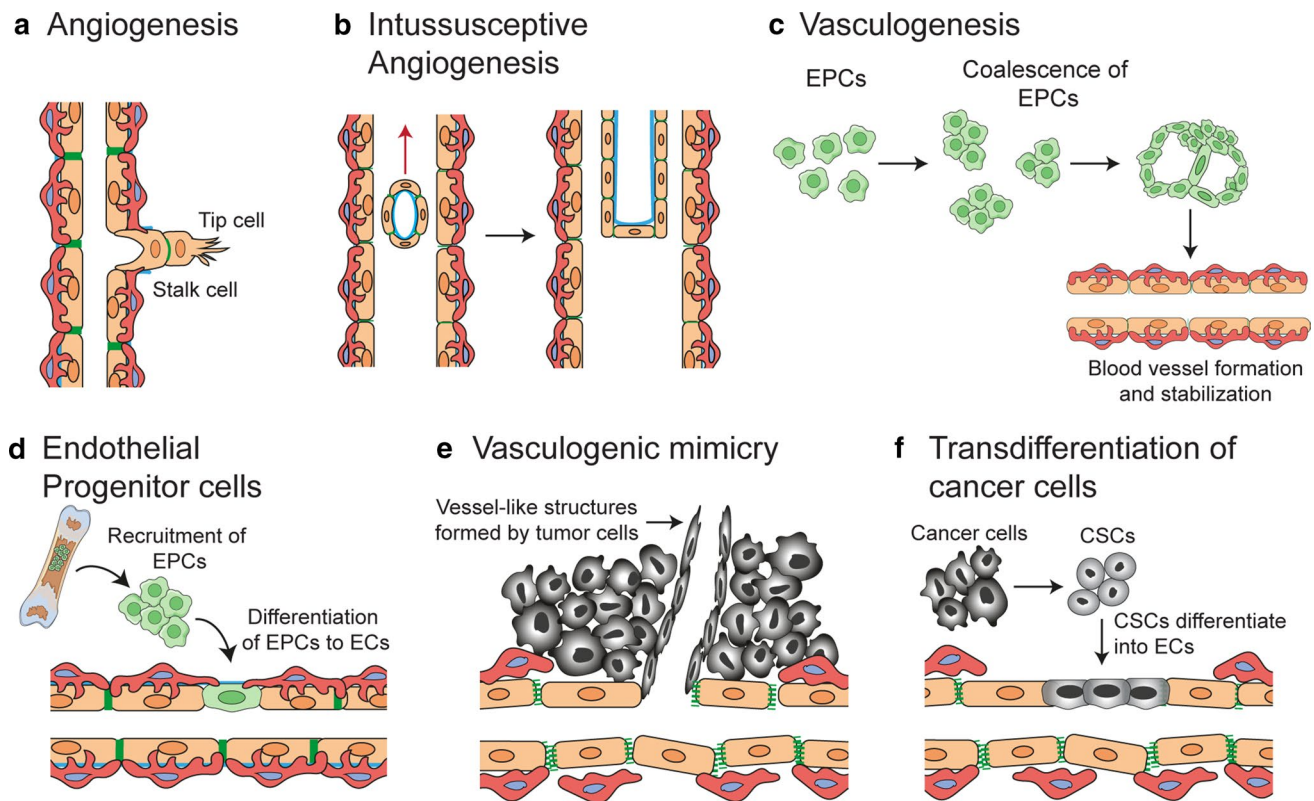 a Angiogenesis
Tip cell
Stalk cell
b Intussusceptive
Angiogenesis
c Vasculogenesis
EPCs
Coalescence of
EPCs
Blood vessel formation
and stabilization
d Endothelial
Progenitor cells
Recruitment of
EPCs
Differentiation
of EPCs to ECs
e Vasculogenic mimicry
Vessel-like structures
formed by tumor cells
f Transdifferentiation of
cancer cells
Cancer cells
CSCs
CSCs differentiate
into ECs